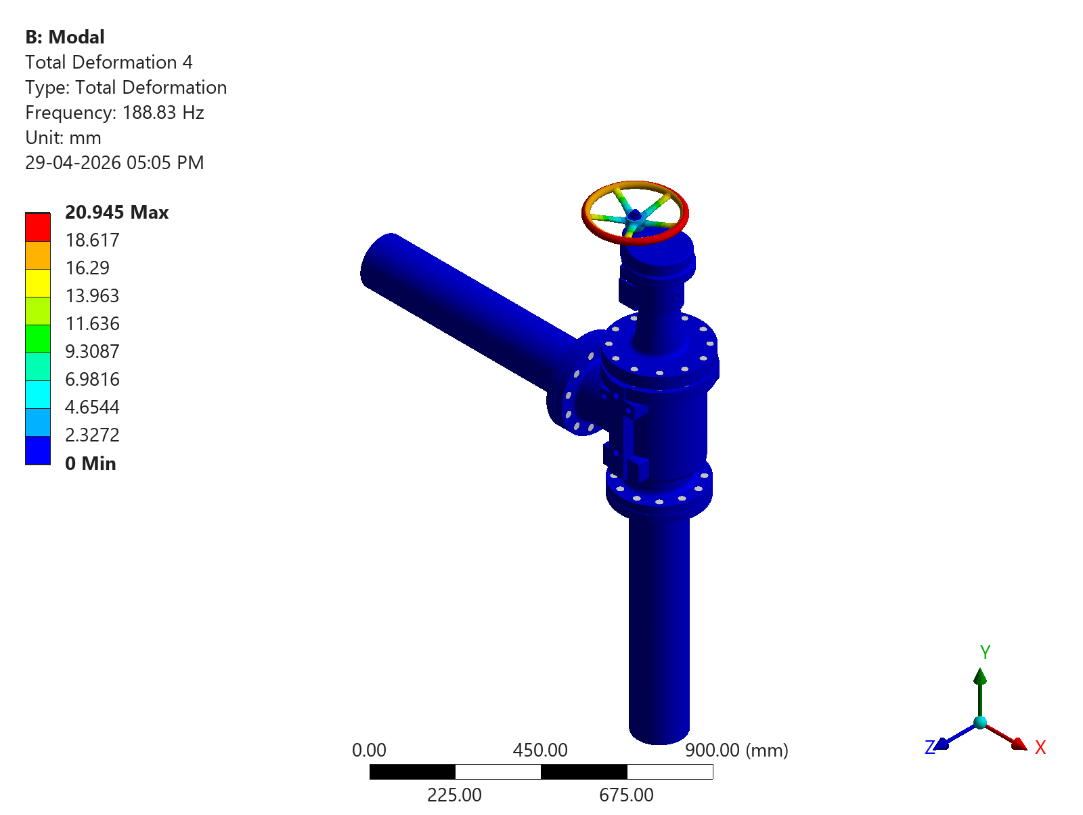 B: Modal
Total Deformation 4
Type: Total Deformation
Frequency: 188.83 Hz
Unit: mm
29-04-2026 05:05 PM
20.945 Max
18.617
16.29
13.963
11.636
9.3087
6.9816
4.6544
2.3272
0 Min
Y
Z X
0.00 450.00 900.00 (mm)
225.00 675.00